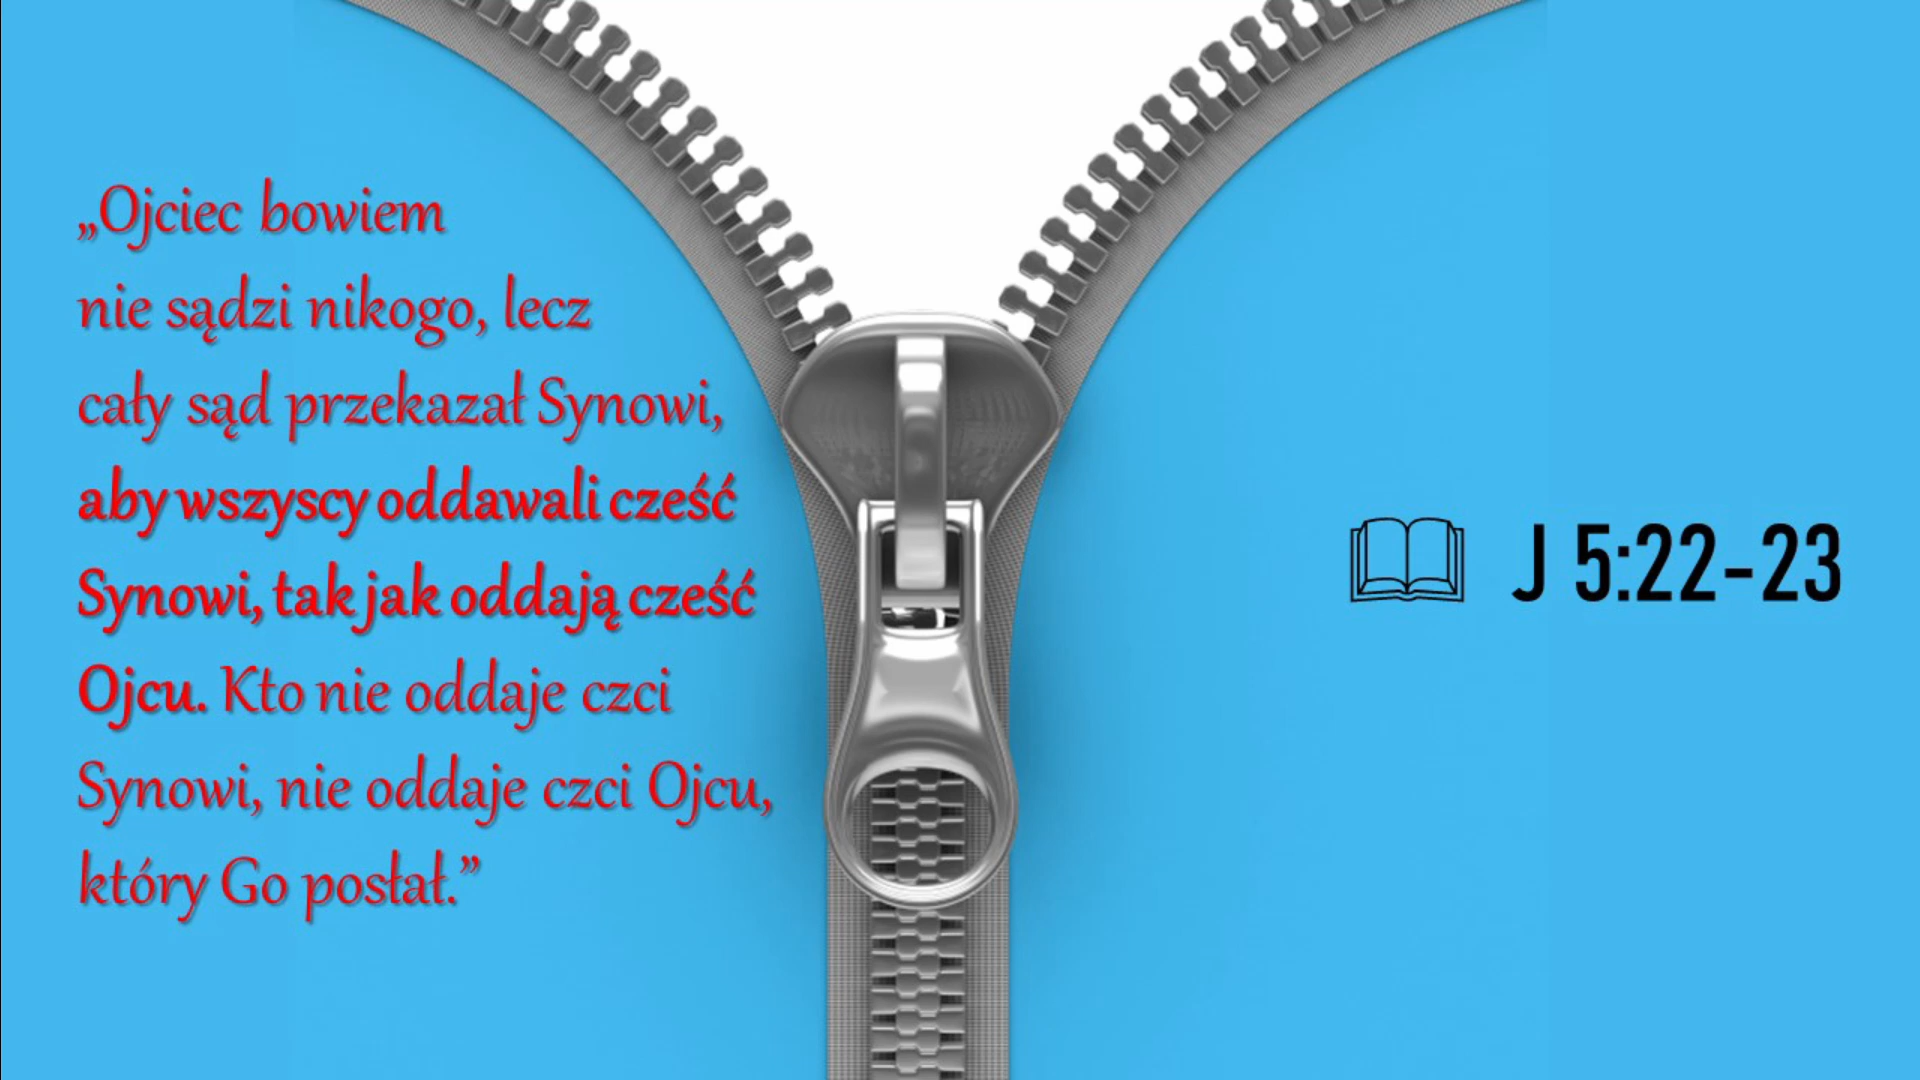 „Ojciec bowiem
nie sądzi nikogo, lecz
cały sąd przekazał Synowi,
aby wszyscy oddawali cześć
Synowi, tak jak oddają cześć
Ojcu. Kto nie oddaje czci
Synowi, nie oddaje czci Ojcu,
który Go posłał.”
J 5:22-23